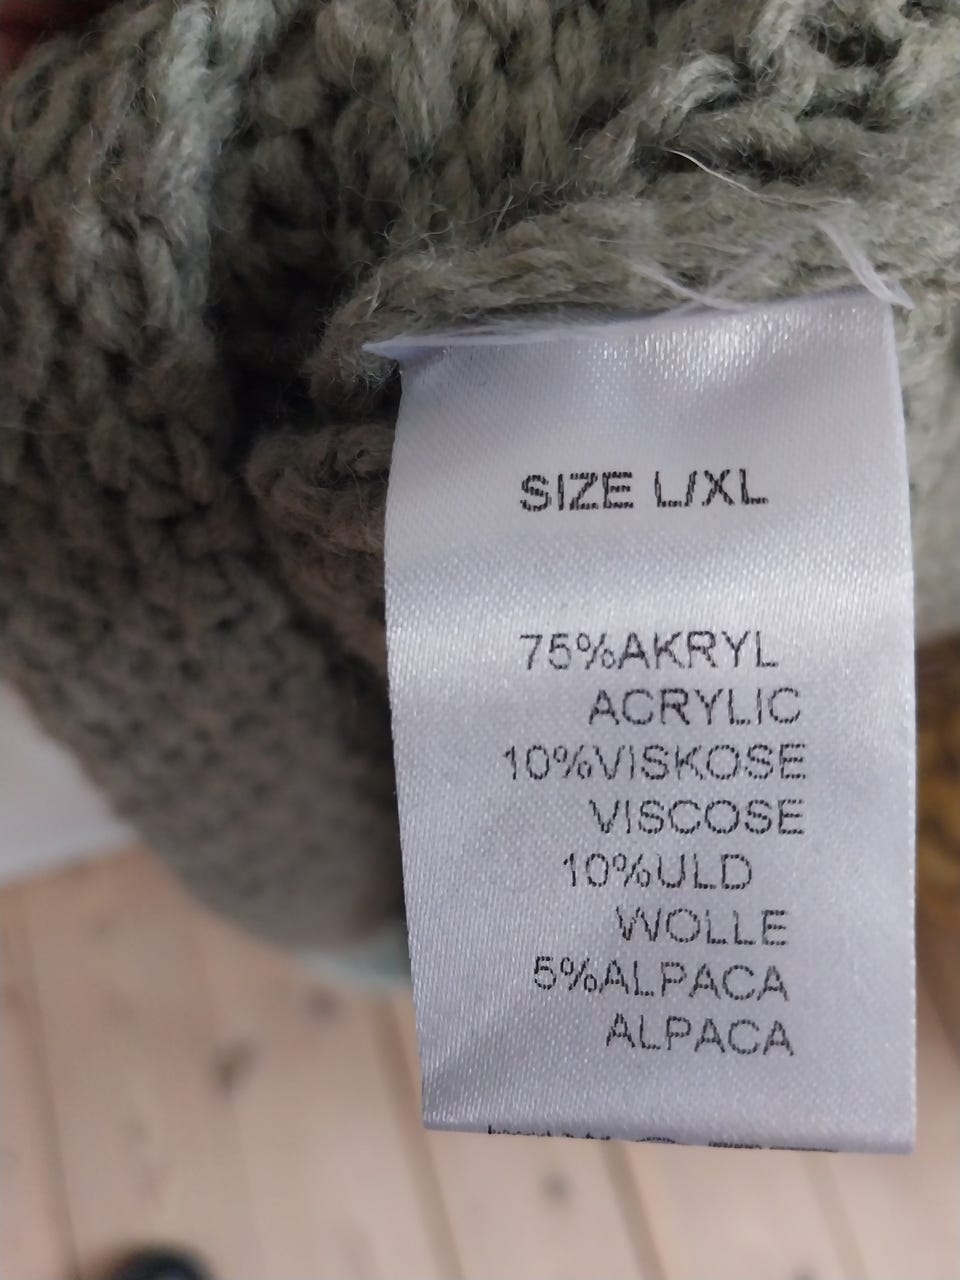 SIZE L/XL
75%AKRYL
ACRYLIC
10%VISKOSE
VISCOSE
10%ULD
WOLLE
5%ALPACA
ALPACA